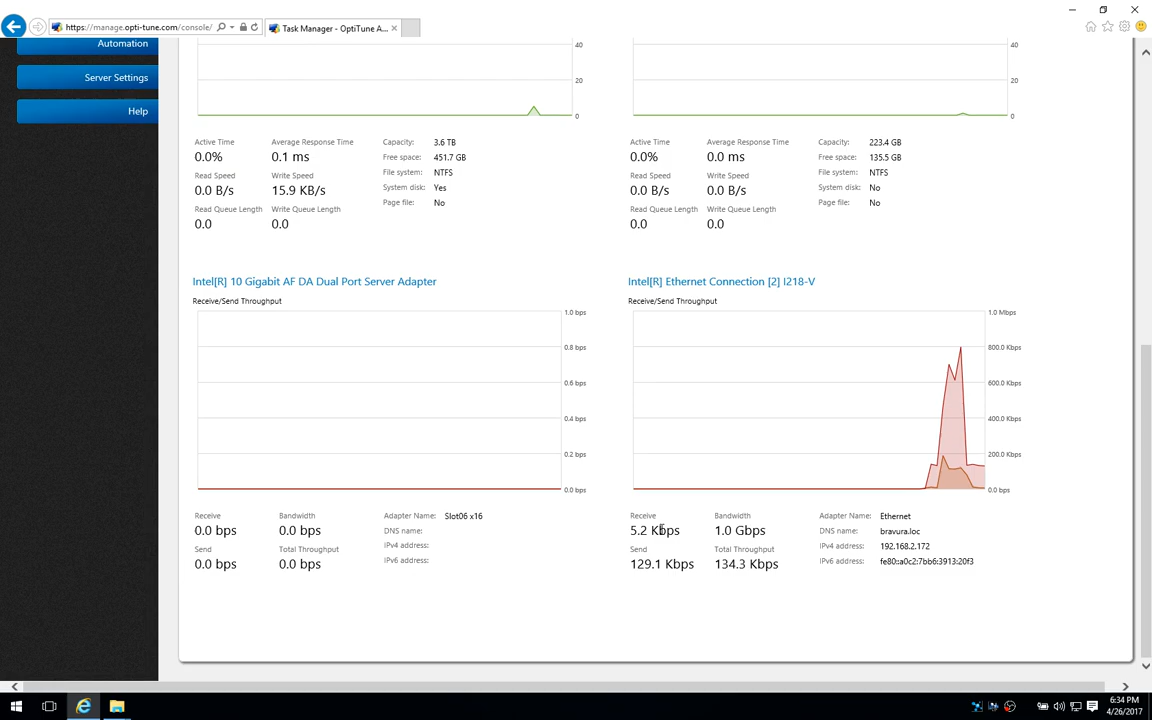 https://manage.opti-tune.com/console/
Task Manager - OptiTune A...
Automation
Server Settings
Help
40
20
0
40
20
0
Active Time
Average Response Time
Capacity:
3.6 TB
0.0%
0.1 ms
Free space:
451.7 GB
Read Speed
Write Speed
File system:
NTFS
0.0 B/s
15.9 KB/s
System disk:
Yes
Read Queue Length
Write Queue Length
Page file:
No
0.0
0.0
Active Time
Average Response Time
Capacity:
223.4 GB
0.0%
0.0 ms
Free space:
135.5 GB
Read Speed
Write Speed
File system:
NTFS
0.0 B/s
0.0 B/s
System disk:
No
Read Queue Length
Write Queue Length
Page file:
No
0.0
0.0
Intel[R] 10 Gigabit AF DA Dual Port Server Adapter
Receive/Send Throughput
1.0 bps
0.8 bps
0.6 bps
0.4 bps
0.2 bps
0.0 bps
Receive
Bandwidth
Adapter Name:
Slot06 x16
0.0 bps
0.0 bps
DNS name:
IPv4 address:
Send
Total Throughput
IPv6 address:
0.0 bps
0.0 bps
Intel[R] Ethernet Connection [2] I218-V
Receive/Send Throughput
1.0 Mbps
800.0 Kbps
600.0 Kbps
400.0 Kbps
200.0 Kbps
0.0 bps
Receive
Bandwidth
Adapter Name:
Ethernet
5.2 Kbps
1.0 Gbps
DNS name:
bravura.loc
IPv4 address:
192.168.2.172
Send
Total Throughput
IPv6 address:
fe80::a0c2:7bb6:3913:20f3
129.1 Kbps
134.3 Kbps
6:34 PM
4/26/2017